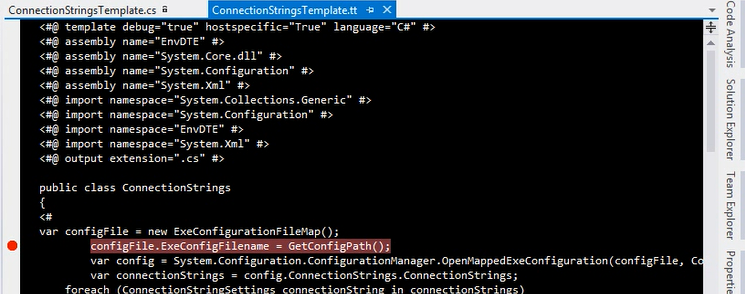 ConnectionStringsTemplate.cs
ConnectionStringsTemplate.tt
<#@ template debug="true" hostspecific="True" language="C#" #>
<#@ assembly name="EnvDTE" #>
<#@ assembly name="System.Core.dll" #>
<#@ assembly name="System.Configuration" #>
<#@ assembly name="System.Xml" #>
<#@ import namespace="System.Collections.Generic" #>
<#@ import namespace="System.Configuration" #>
<#@ import namespace="EnvDTE" #>
<#@ import namespace="System.Xml" #>
<#@ output extension=".cs" #>
public class ConnectionStrings
{
<#
var configFile = new ExeConfigurationFileMap();
configFile.ExeConfigFilename = GetConfigPath();
var config = System.Configuration.ConfigurationManager.OpenMappedExeConfiguration(configFile, Co
var connectionStrings = config.ConnectionStrings.ConnectionStrings;
foreach (ConnectionStringSettings connectionString in connectionStrings)
Code Analysis
Solution Explorer
Team Explorer
Properties